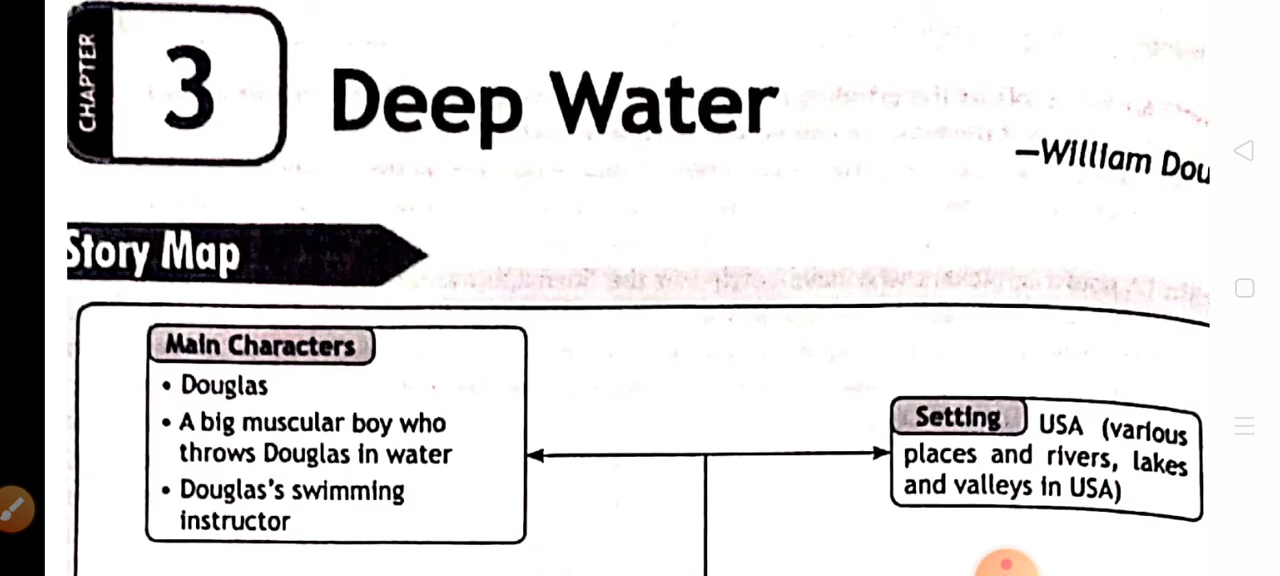 CHAPTER
3
Deep Water
—William Dou
Story Map
Main Characters
• Douglas
• A big muscular boy who
throws Douglas in water
• Douglas's swimming
instructor
Setting USA (various
places and rivers, lakes
and valleys in USA)